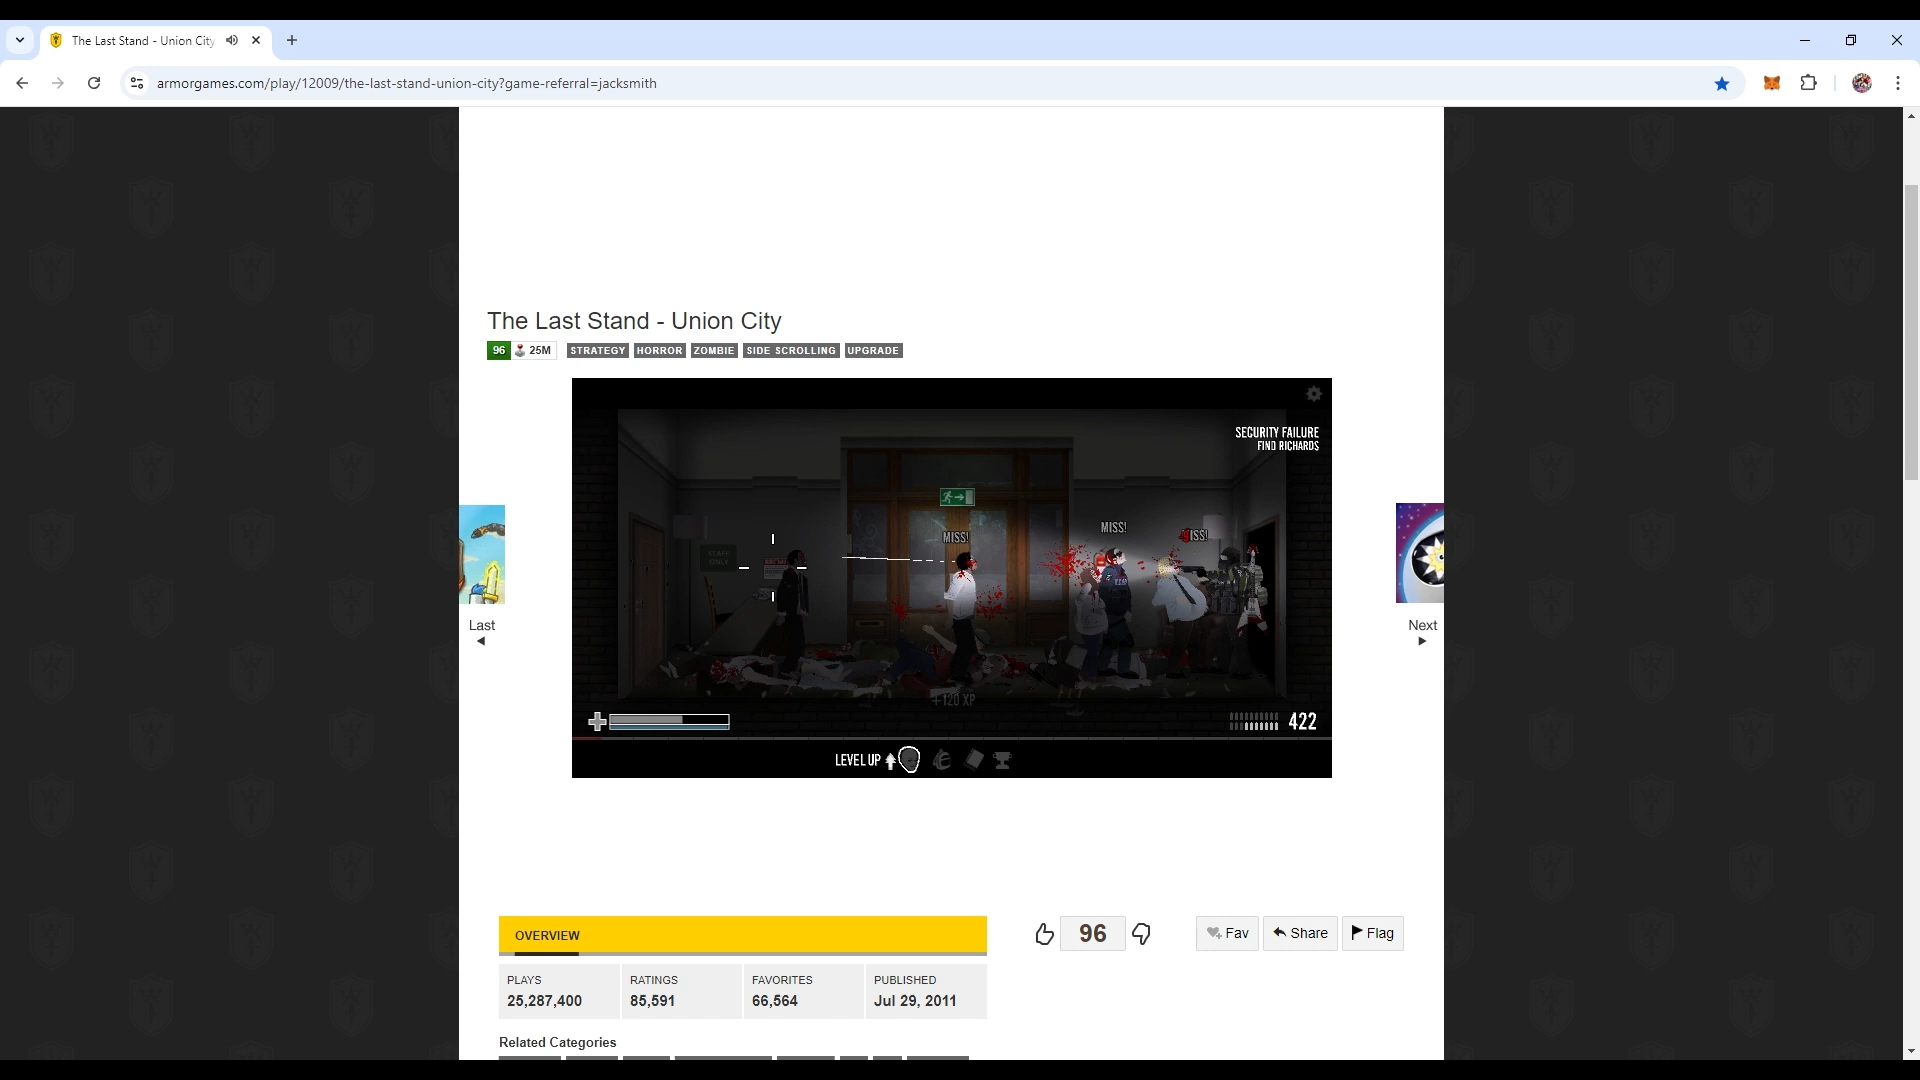 The Last Stand - Union City
armorgames.com/play/12009/the-last-stand-union-city?game-referral=jacksmith
The Last Stand - Union City
96 25M STRATEGY HORROR ZOMBIE SIDE SCROLLING UPGRADE
SECURITY FAILURE
FIND RICHARDS
MISS!
MISS!
ISS!
STAFF
ONLY
+120 XP
422
LEVEL UP
Last
Next
OVERVIEW
96
Fav
Share
Flag
PLAYS
25,287,400
RATINGS
85,591
FAVORITES
66,564
PUBLISHED
Jul 29, 2011
Related Categories